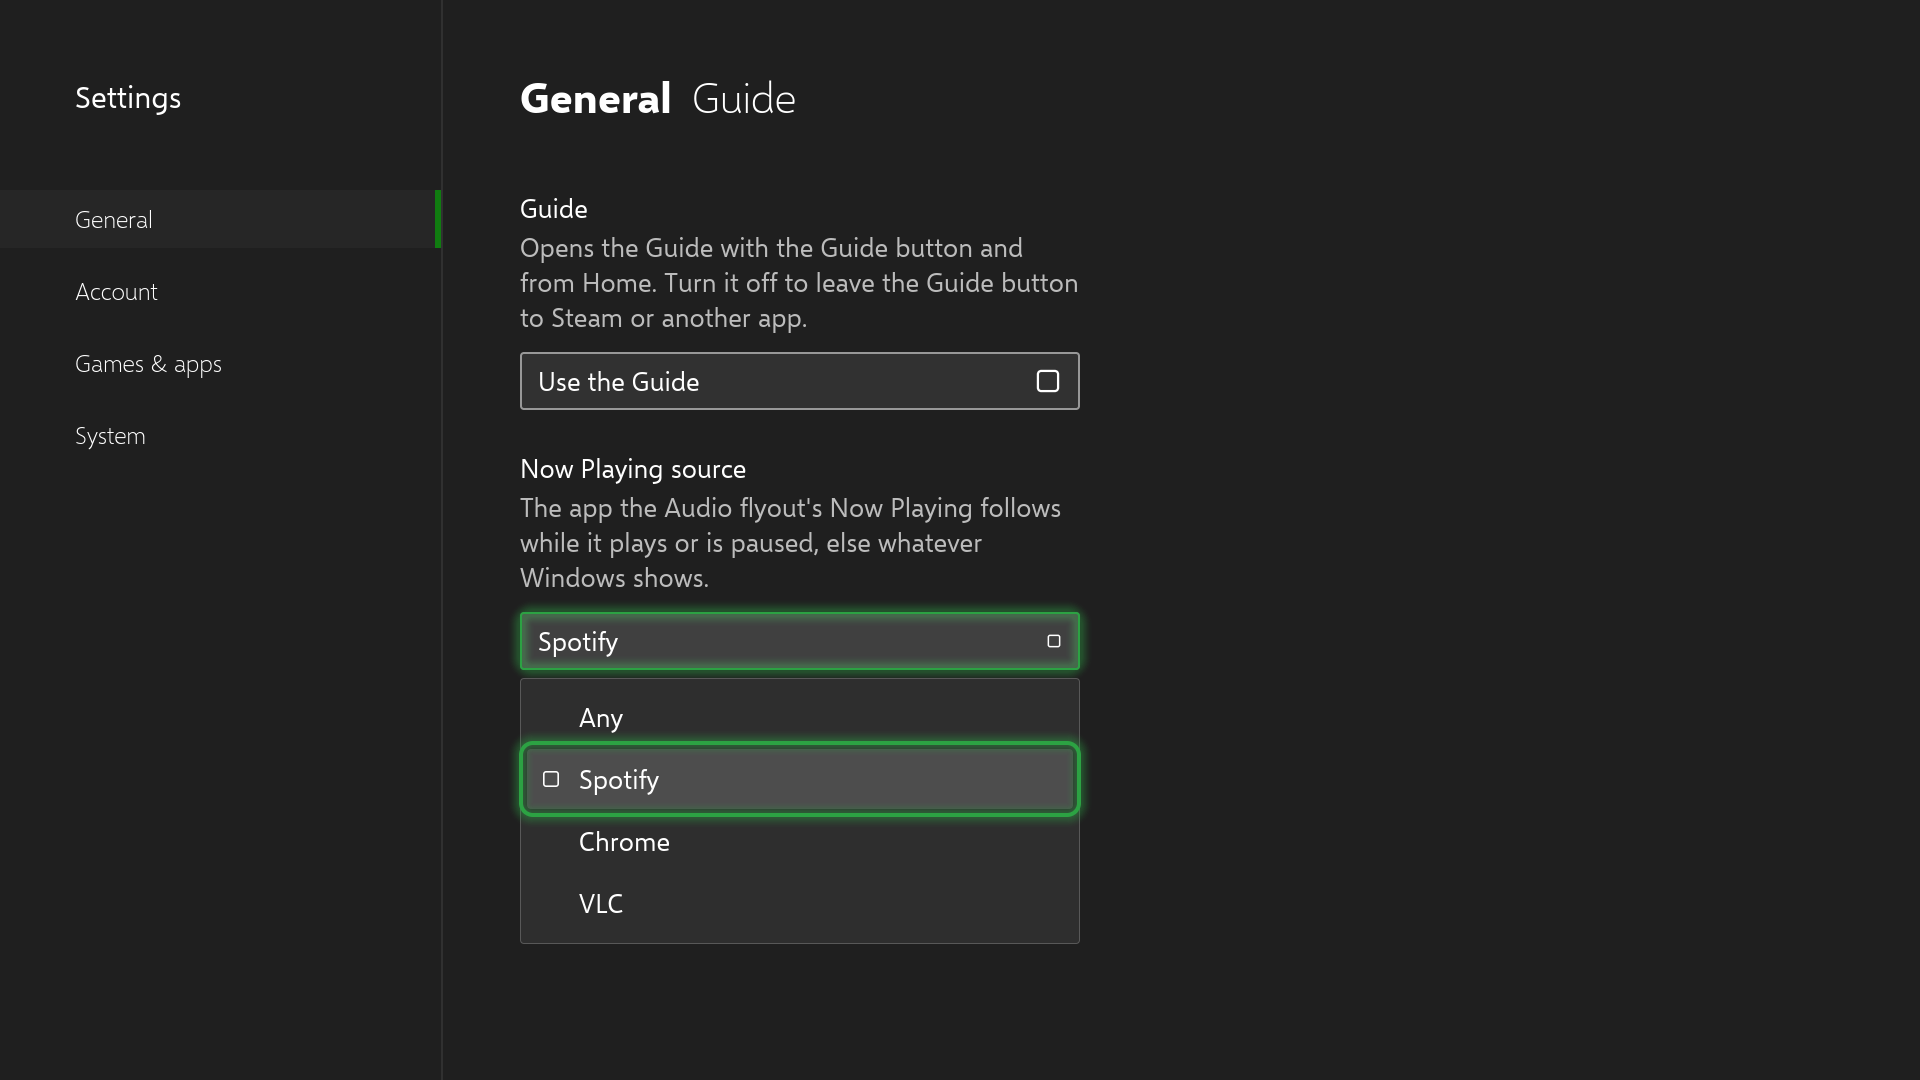 Settings
General
Account
Games & apps
System
General Guide
Guide
Opens the Guide with the Guide button and
from Home. Turn it off to leave the Guide button
to Steam or another app.
Use the Guide
Now Playing source
The app the Audio flyout's Now Playing follows
while it plays or is paused, else whatever
Windows shows.
Spotify
Any
Spotify
Chrome
VLC